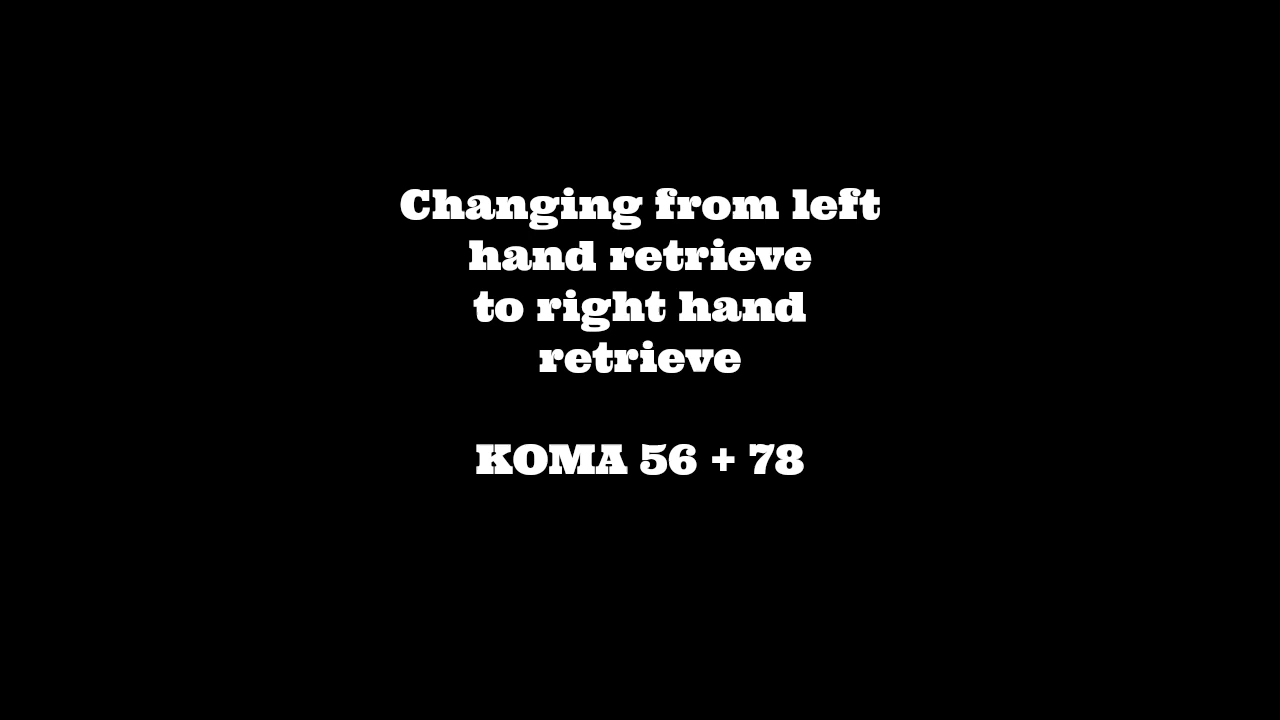 Changing from left
hand retrieve
to right hand
retrieve
KOMA 56 + 78